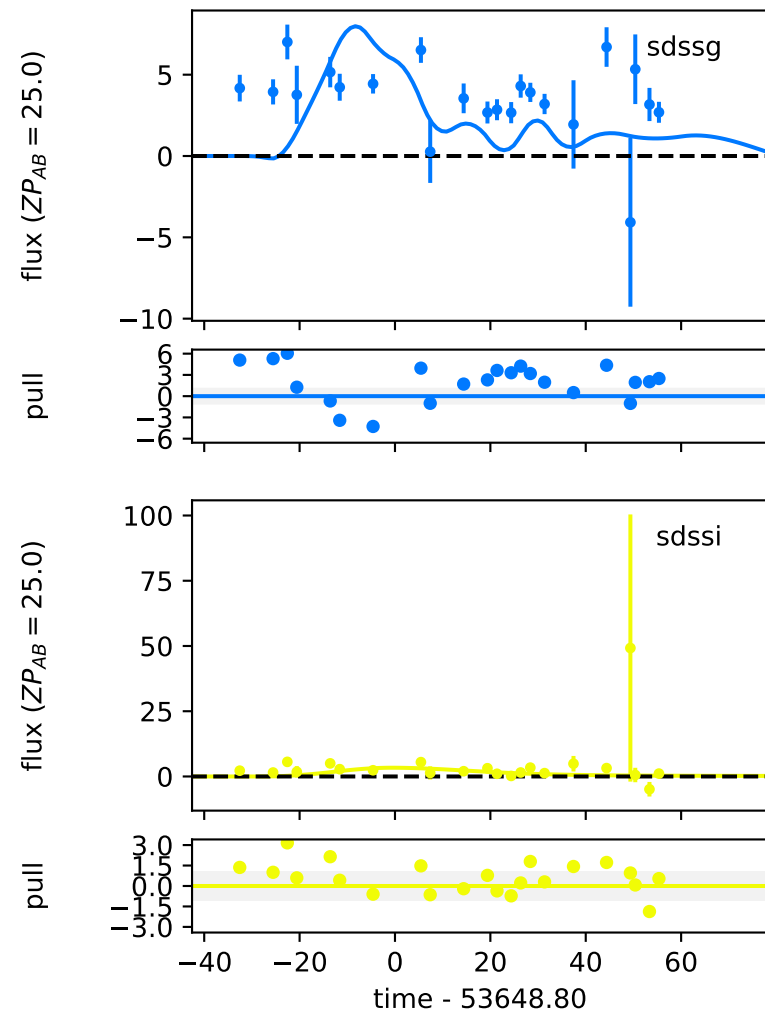 sdssg
flux (ZP_AB = 25.0)
5
0
−5
−10
pull
6
3
0
−3
−6
sdssi
flux (ZP_AB = 25.0)
100
75
50
25
0
pull
3.0
1.5
0.0
−1.5
−3.0
−40 −20 0 20 40 60
time - 53648.80